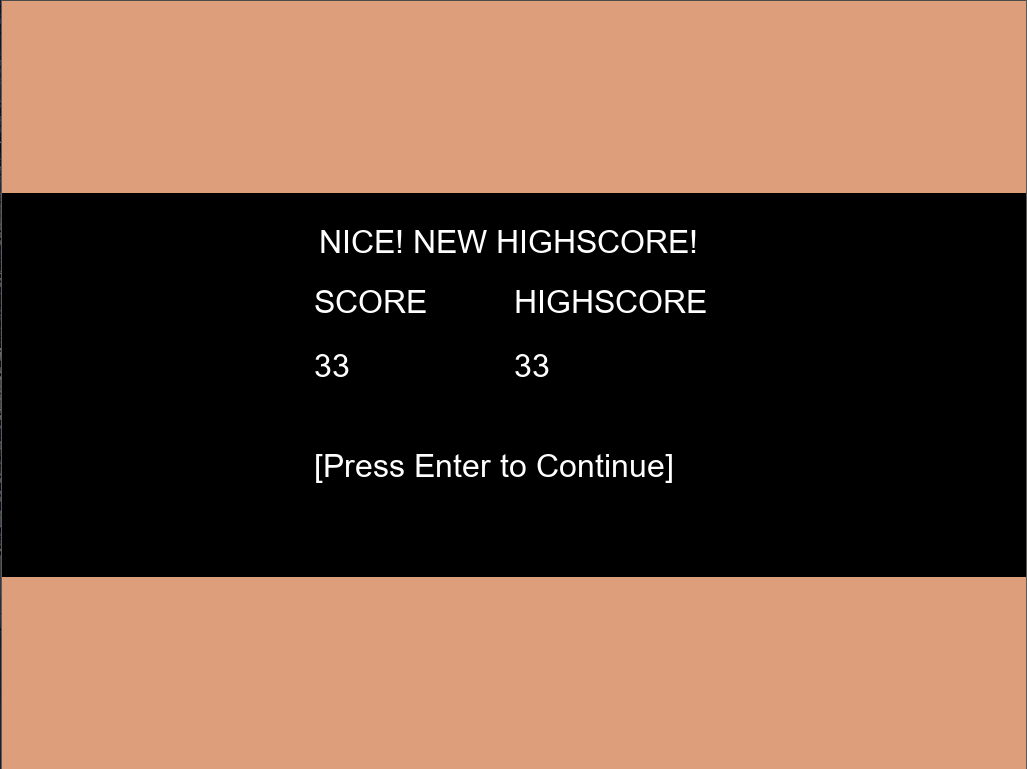 NICE! NEW HIGHSCORE!
SCORE HIGHSCORE
33 33
[Press Enter to Continue]